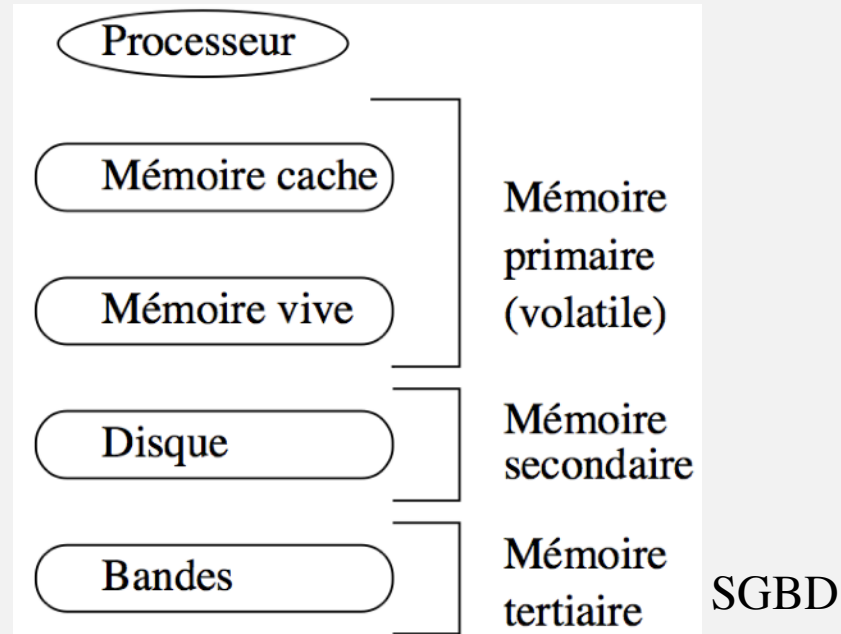 Processeur
Mémoire cache
Mémoire vive
Mémoire
primaire
(volatile)
Disque
Mémoire
secondaire
Bandes
Mémoire
tertiaire
SGBD